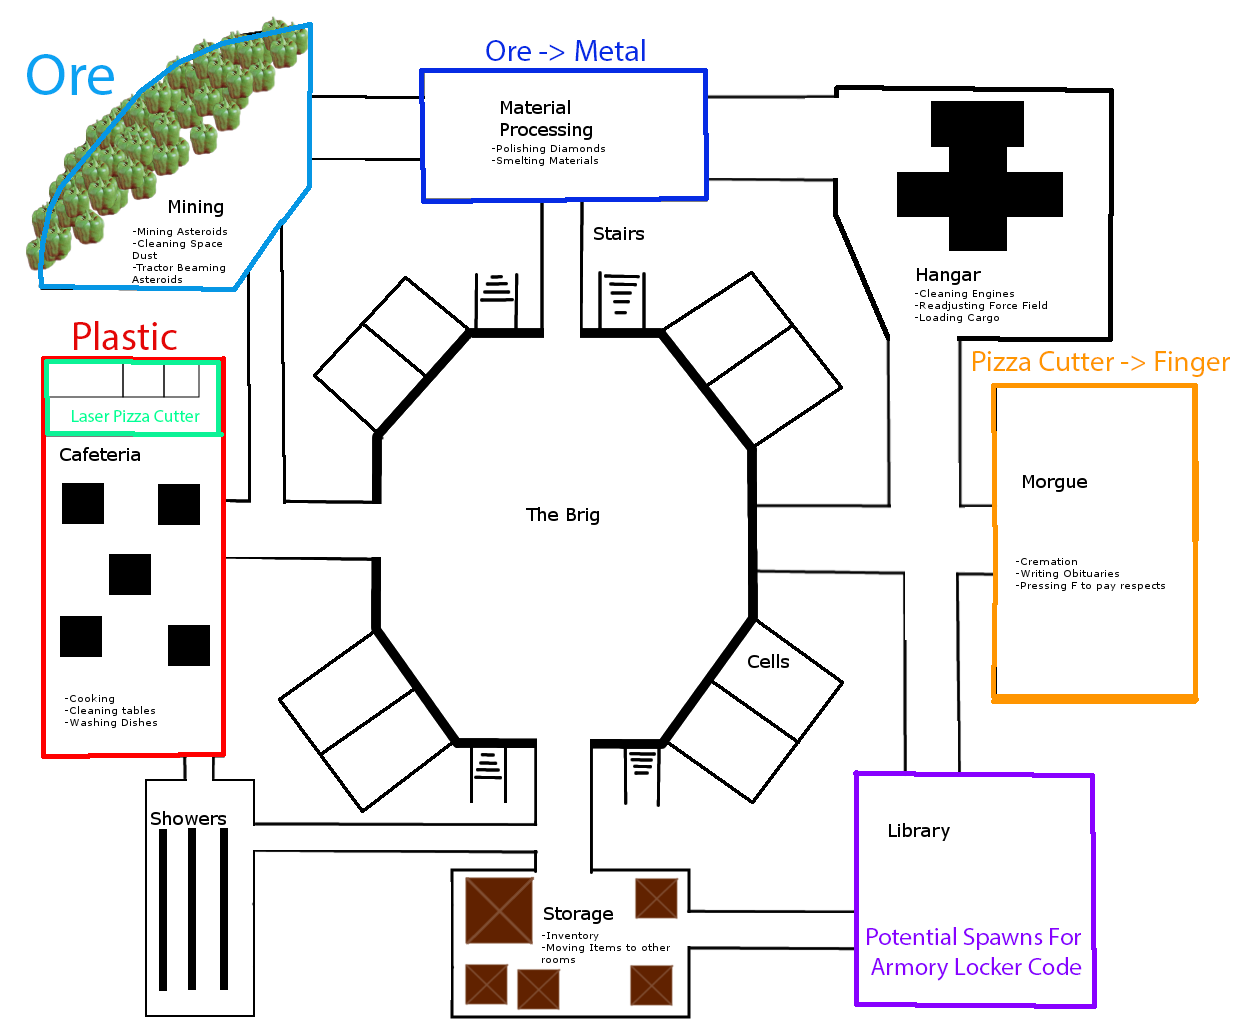 Ore
Ore -> Metal
Material
Processing
-Polishing Diamonds
-Smelting Materials
Mining
-Mining Asteroids
-Cleaning Space
Dust
-Tractor Beaming
Asteroids
Stairs
Hangar
-Cleaning Engines
-Readjusting Force Field
-Loading Cargo
Plastic
Laser Pizza Cutter
Cafeteria
-Cooking
-Cleaning tables
-Washing Dishes
The Brig
Pizza Cutter -> Finger
Morgue
-Cremation
-Writing Obituaries
-Pressing F to pay respects
Cells
Showers
Storage
-Inventory
-Moving Items to other
rooms
Library
Potential Spawns For
Armory Locker Code